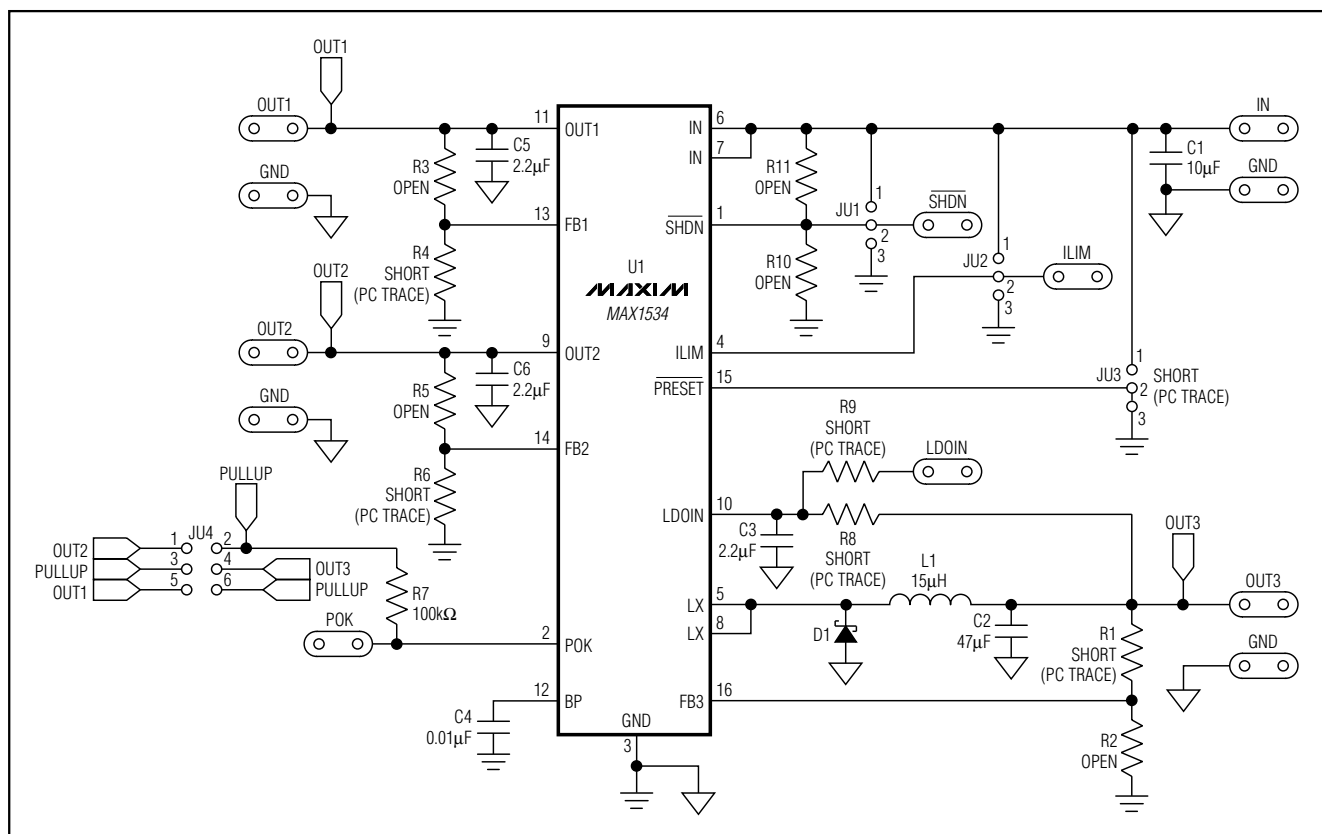 OUT1
OUT1
11
OUT1
C5
2.2µF
R3
OPEN
GND
13
FB1
R4
SHORT
(PC TRACE)
OUT2
OUT2
9
OUT2
C6
2.2µF
R5
OPEN
GND
14
FB2
R6
SHORT
(PC TRACE)
PULLUP
JU4
OUT2
1
2
PULLUP
3
4
OUT3
OUT1
5
6
PULLUP
R7
100kΩ
POK
2
POK
12
BP
C4
0.01µF
U1
MAXIM
MAX1534
GND
3
IN
6
IN
7
IN
C1
10µF
GND
R11
OPEN
SHDN
1
JU1
1
2
3
SHDN
R10
OPEN
JU2
1
2
3
ILIM
ILIM
4
PRESET
15
JU3
1
2
3
SHORT
(PC TRACE)
R9
SHORT
(PC TRACE)
LDOIN
LDOIN
10
C3
2.2µF
R8
SHORT
(PC TRACE)
OUT3
OUT3
L1
15µH
LX
5
LX
8
D1
C2
47µF
R1
SHORT
(PC TRACE)
GND
FB3
16
R2
OPEN